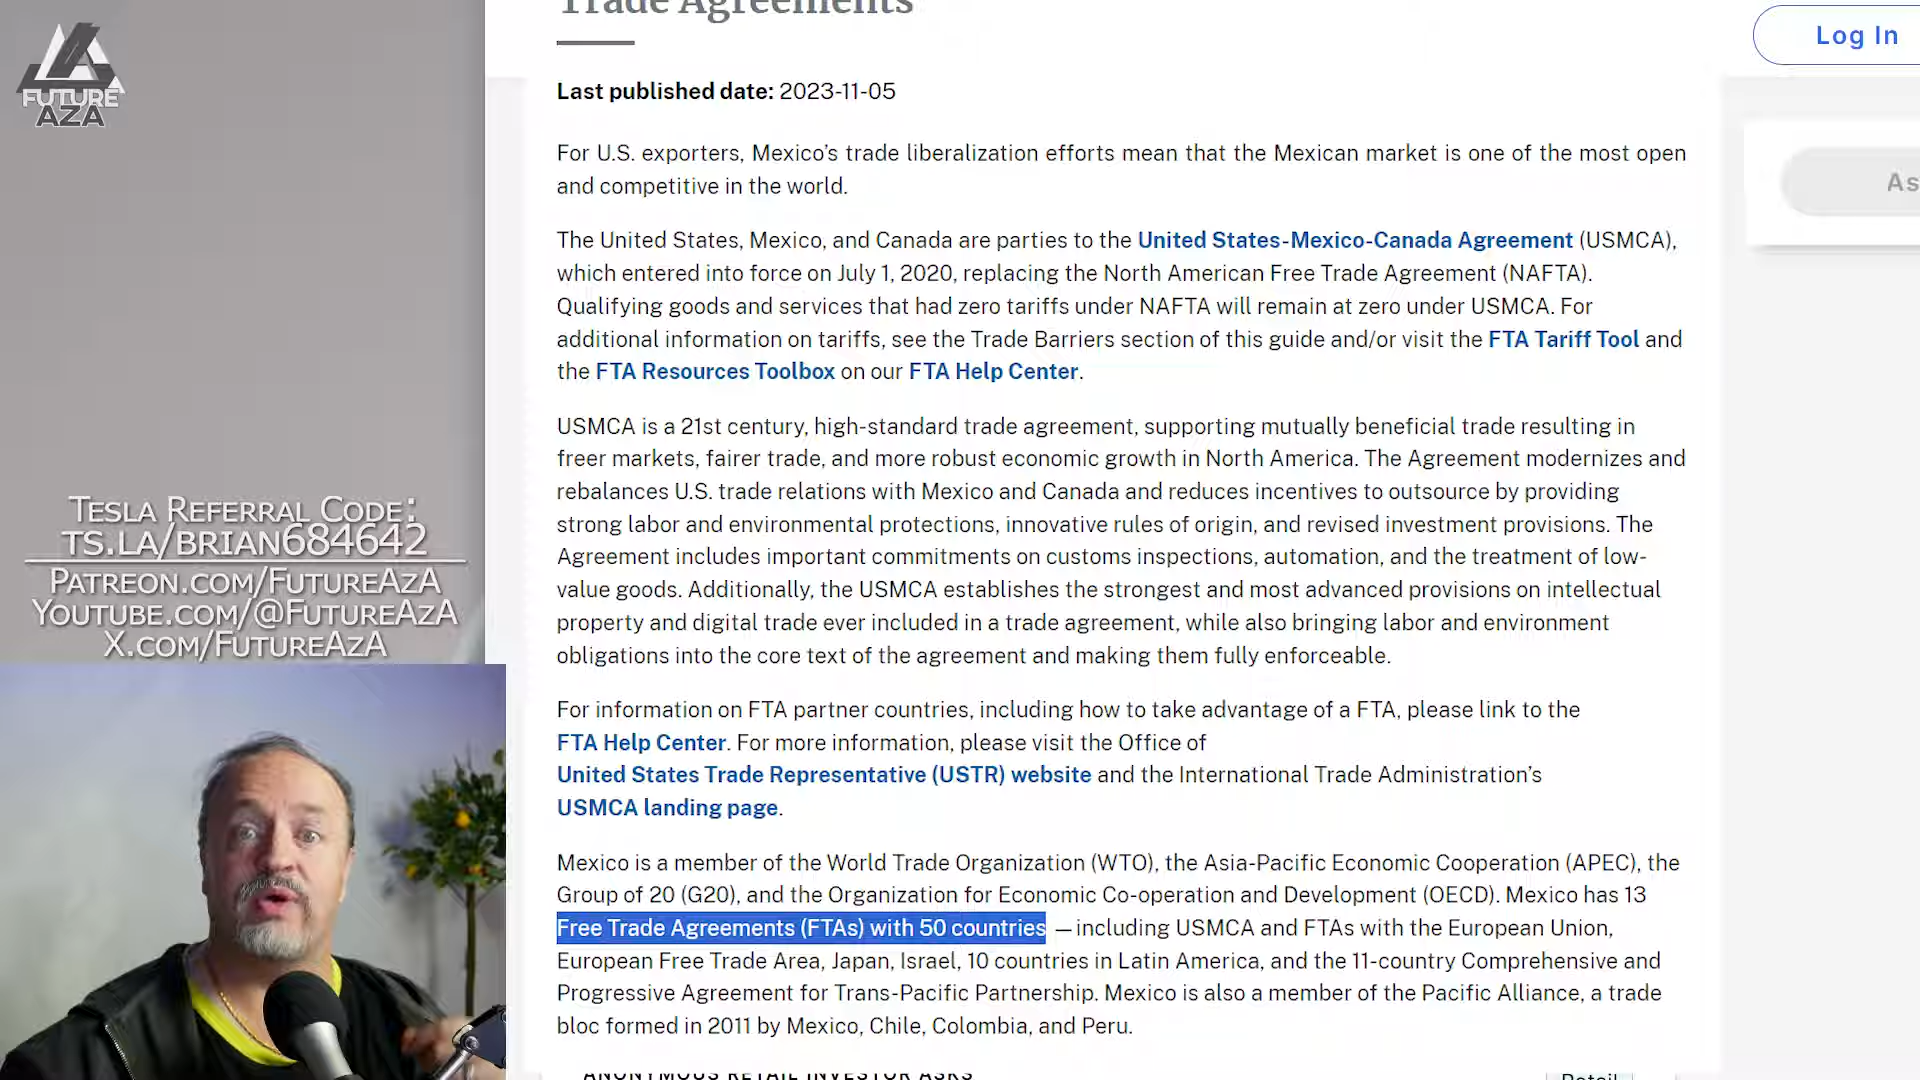 Trade Agreements
Log In
FUTURE
AZA
Last published date: 2023-11-05
For U.S. exporters, Mexico’s trade liberalization efforts mean that the Mexican market is one of the most open
and competitive in the world.
As
The United States, Mexico, and Canada are parties to the United States-Mexico-Canada Agreement (USMCA),
which entered into force on July 1, 2020, replacing the North American Free Trade Agreement (NAFTA).
Qualifying goods and services that had zero tariffs under NAFTA will remain at zero under USMCA. For
additional information on tariffs, see the Trade Barriers section of this guide and/or visit the FTA Tariff Tool and
the FTA Resources Toolbox on our FTA Help Center.
USMCA is a 21st century, high-standard trade agreement, supporting mutually beneficial trade resulting in
freer markets, fairer trade, and more robust economic growth in North America. The Agreement modernizes and
rebalances U.S. trade relations with Mexico and Canada and reduces incentives to outsource by providing
strong labor and environmental protections, innovative rules of origin, and revised investment provisions. The
Agreement includes important commitments on customs inspections, automation, and the treatment of low-
value goods. Additionally, the USMCA establishes the strongest and most advanced provisions on intellectual
property and digital trade ever included in a trade agreement, while also bringing labor and environment
obligations into the core text of the agreement and making them fully enforceable.
TESLA REFERRAL CODE:
TS.LA/BRIAN684642
PATREON.COM/FUTUREAZA
YOUTUBE.COM/@FUTUREAZA
X.COM/FUTUREAZA
For information on FTA partner countries, including how to take advantage of a FTA, please link to the
FTA Help Center. For more information, please visit the Office of
United States Trade Representative (USTR) website and the International Trade Administration’s
USMCA landing page.
Mexico is a member of the World Trade Organization (WTO), the Asia-Pacific Economic Cooperation (APEC), the
Group of 20 (G20), and the Organization for Economic Co-operation and Development (OECD). Mexico has 13
Free Trade Agreements (FTAs) with 50 countries —including USMCA and FTAs with the European Union,
European Free Trade Area, Japan, Israel, 10 countries in Latin America, and the 11-country Comprehensive and
Progressive Agreement for Trans-Pacific Partnership. Mexico is also a member of the Pacific Alliance, a trade
bloc formed in 2011 by Mexico, Chile, Colombia, and Peru.
ANONYMOUS RETAIL INVESTOR ASKS
Retail